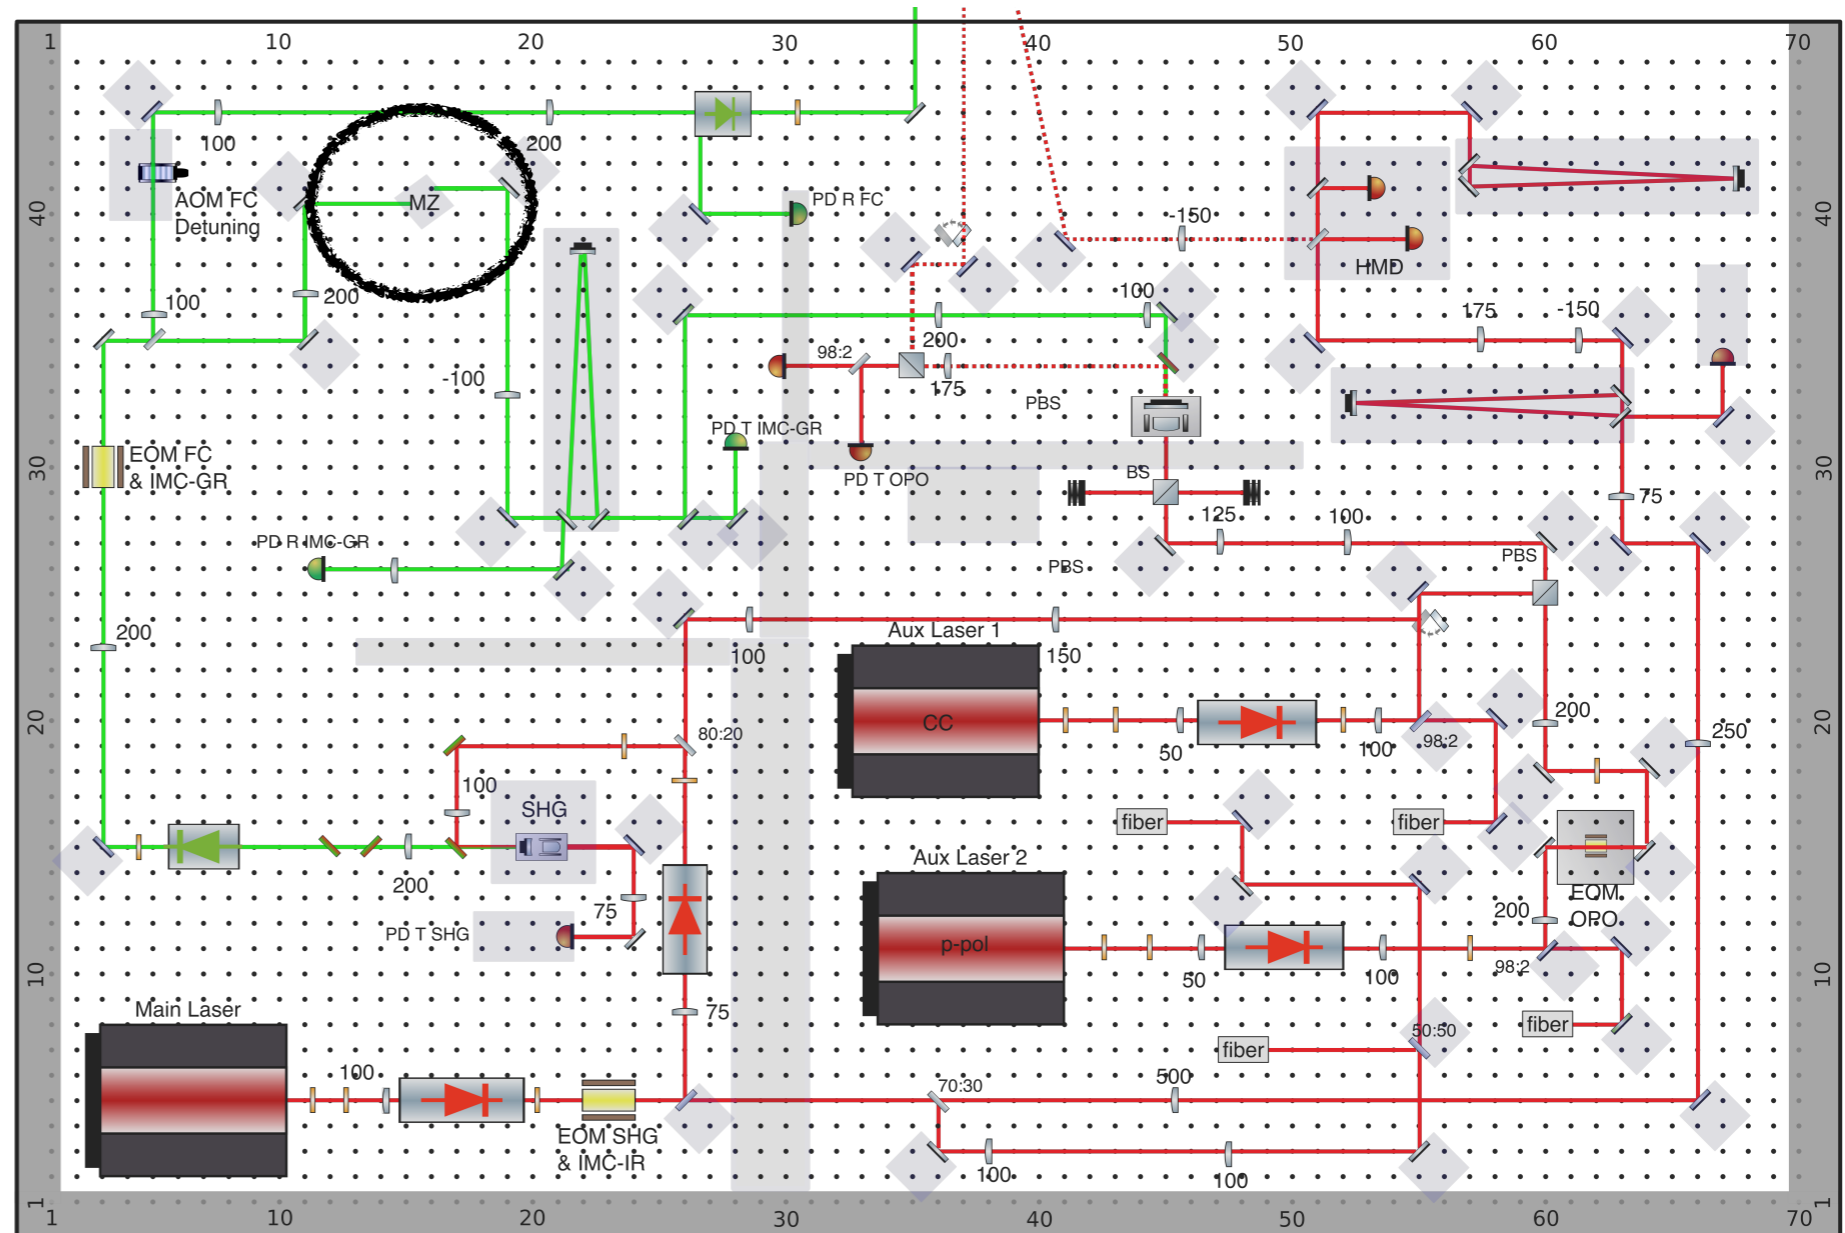 1 10 20 30 40 50 60 70
100
200
AOM FC
Detuning
MZ
PD R FC
40
40
-150
HMD
100
200
200
100
175
-150
98:2
175
-100
PBS
PD T IMC-GR
EOM FC
& IMC-GR
30
30
BS
PD T OPO
75
125
100
PD R IMC-GR
PBS
PBS
200
Aux Laser 1
100
150
20
20
CC
80:20
50
100
98:2
200
250
100
SHG
fiber
fiber
Aux Laser 2
200
75
EOM
OPO
PD T SHG
200
p-pol
98:2
10
10
50
100
Main Laser
75
fiber
50:50
fiber
100
70:30
500
EOM SHG
& IMC-IR
100
100
1
1
1 10 20 30 40 50 60 70